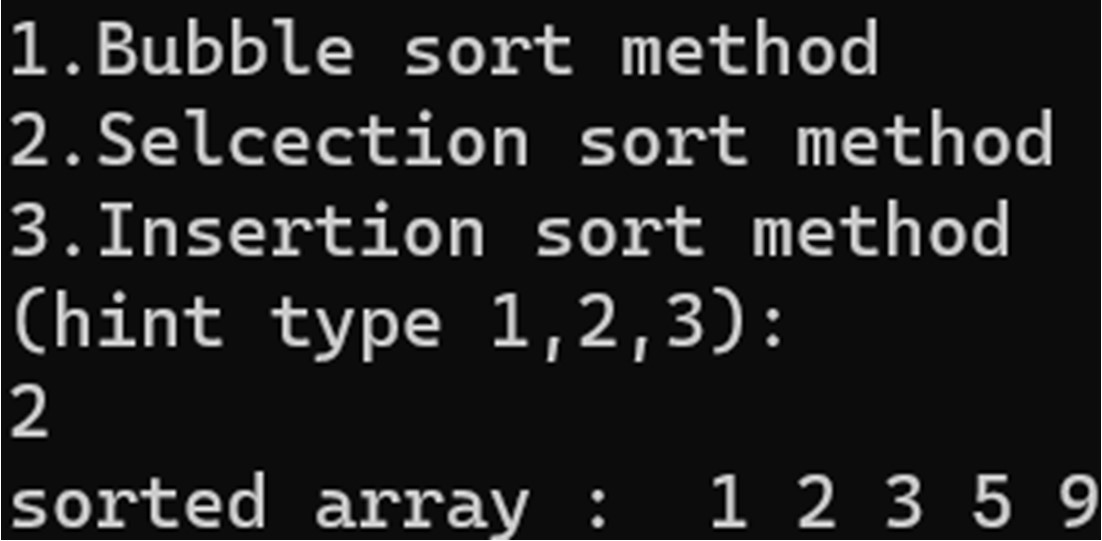 1.Bubble sort method
2.Selcection sort method
3.Insertion sort method
(hint type 1,2,3):
2
sorted array :  1 2 3 5 9